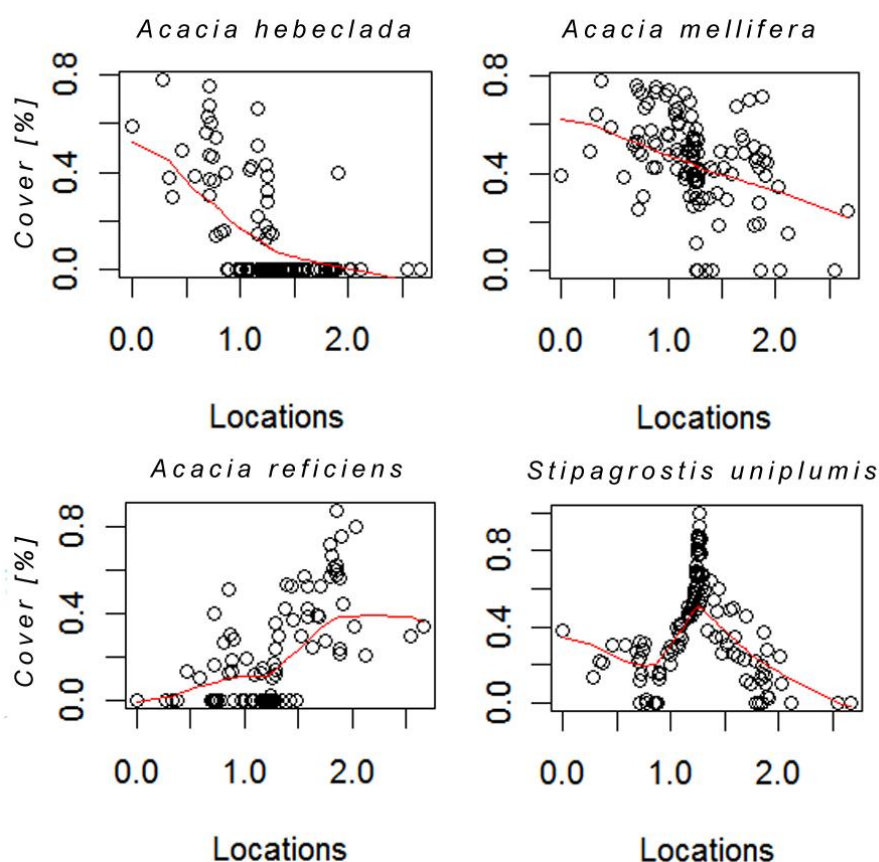 Acacia hebeclada
Acacia mellifera
Cover [%]
0.8
0.4
0.0
0.0 1.0 2.0
Locations
0.8
0.4
0.0
0.0 1.0 2.0
Locations
Acacia reficiens
Stipagrostis uniplumis
Cover [%]
0.8
0.4
0.0
0.0 1.0 2.0
Locations
0.8
0.4
0.0
0.0 1.0 2.0
Locations